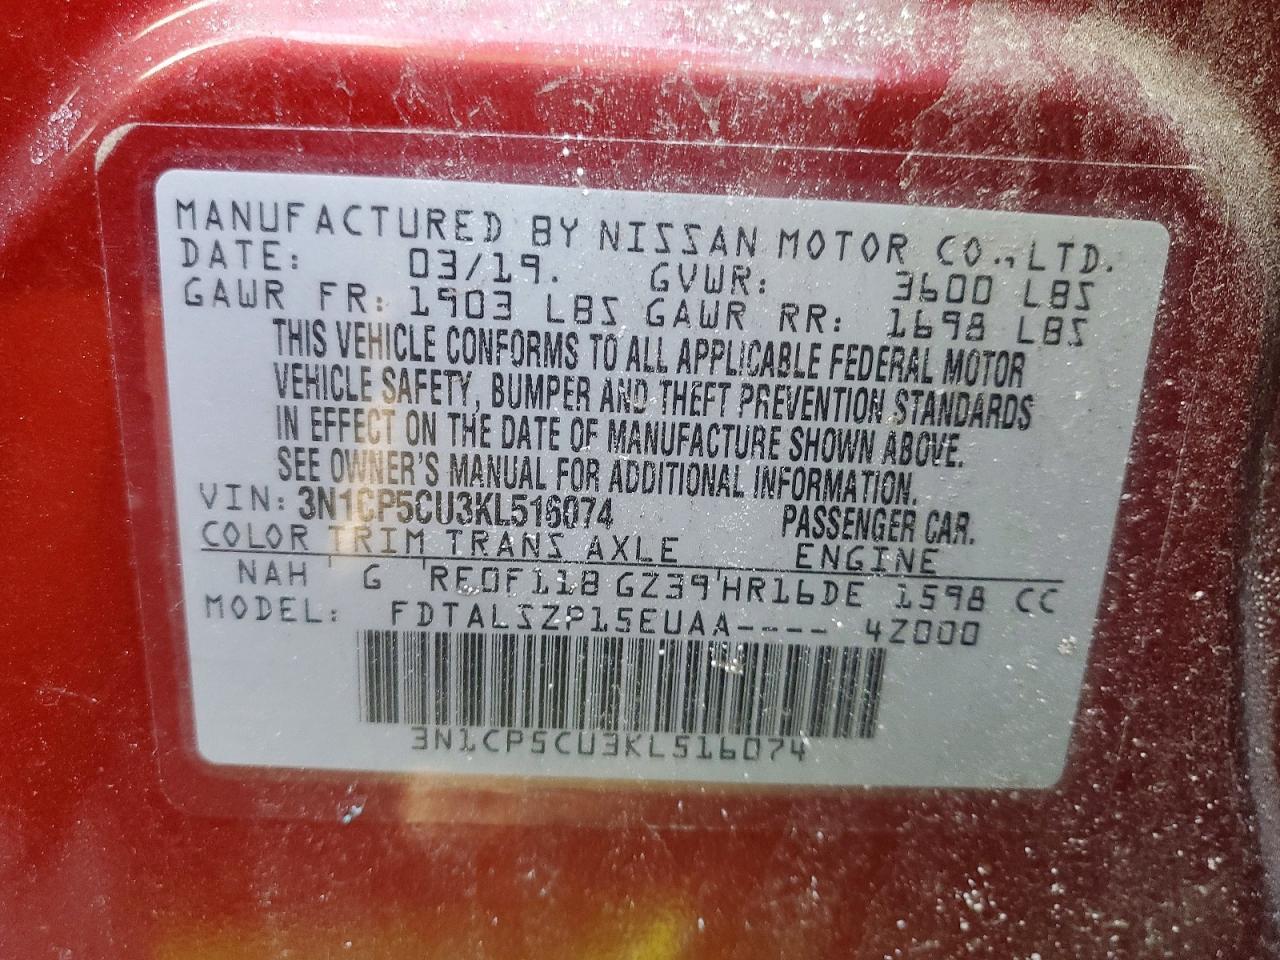 MANUFACTURED BY NISSAN MOTOR CO., LTD.
DATE: 03/19. GVWR: 3600 LBS
GAWR FR: 1903 LBS GAWR RR: 1698 LBS
THIS VEHICLE CONFORMS TO ALL APPLICABLE FEDERAL MOTOR
VEHICLE SAFETY, BUMPER AND THEFT PREVENTION STANDARDS
IN EFFECT ON THE DATE OF MANUFACTURE SHOWN ABOVE.
SEE OWNER'S MANUAL FOR ADDITIONAL INFORMATION.
VIN: 3N1CP5CU3KL516074 PASSENGER CAR.
COLOR TRIM TRANS AXLE ENGINE
NAH G RE0F11B GZ39 HR16DE 1598 CC
MODEL: FDTALSZP15EUAA---- 4Z000
3N1CP5CU3KL516074